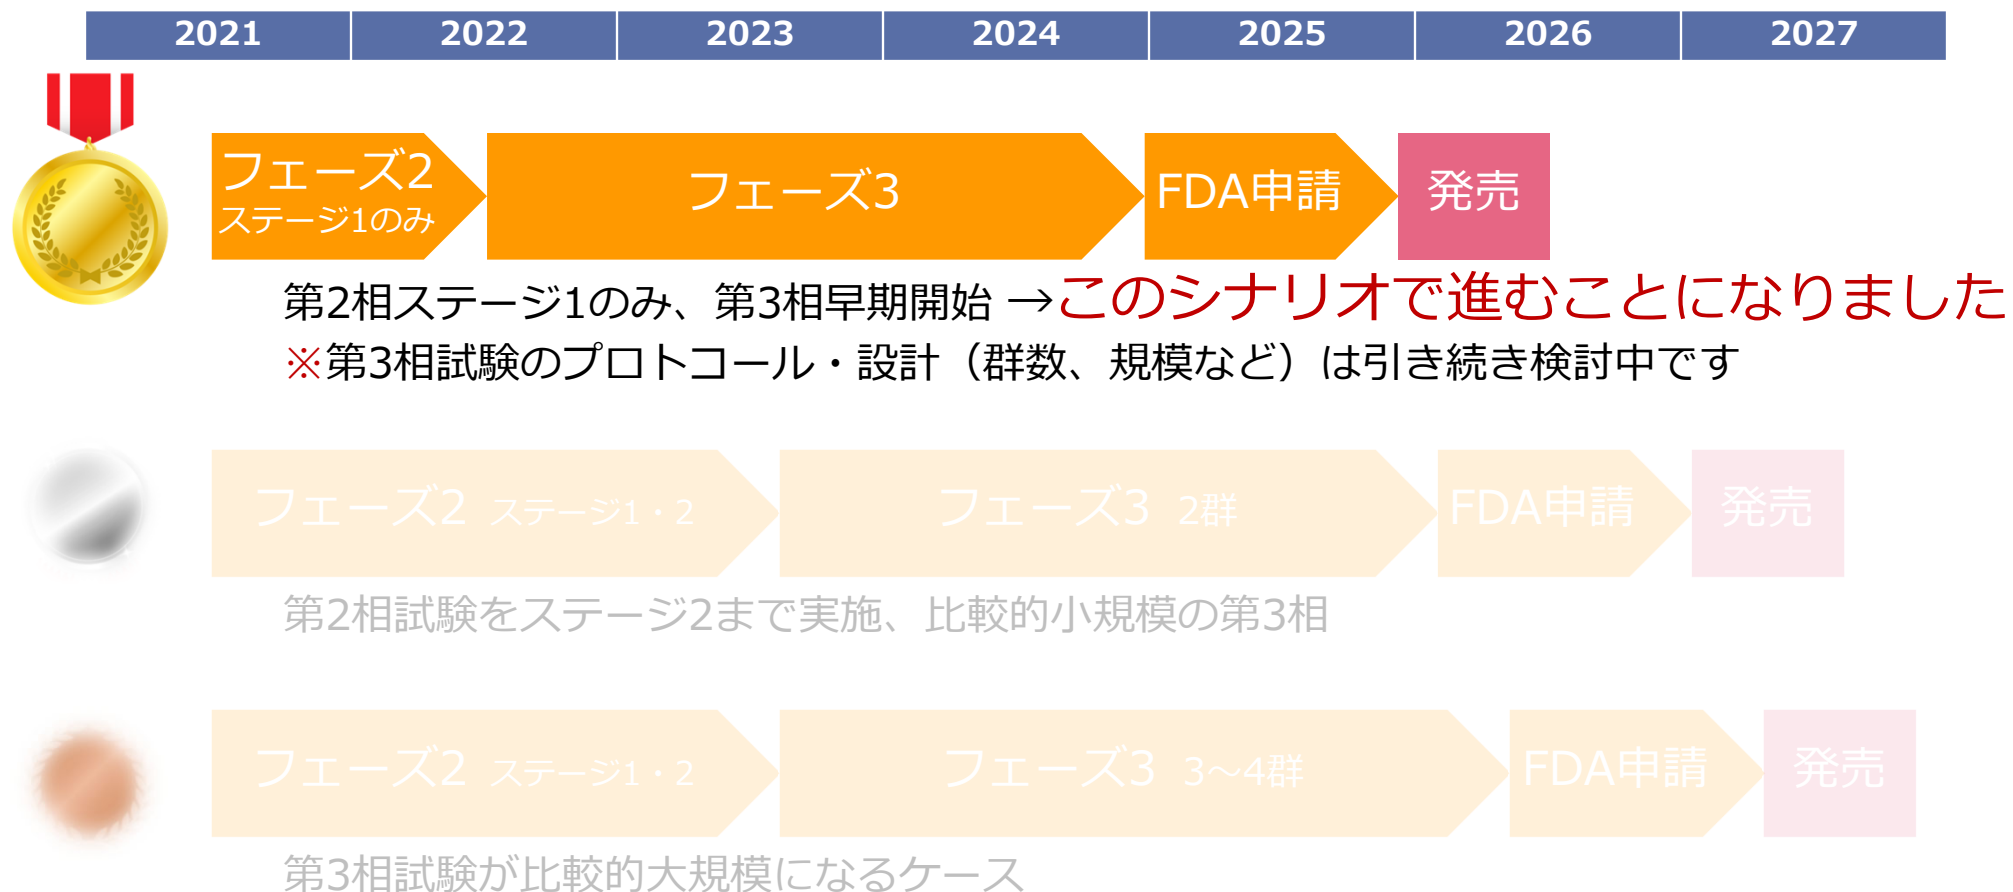 2021 2022 2023 2024 2025 2026 2027
フェーズ2
ステージ1のみ
フェーズ3
FDA申請
発売
第2相ステージ1のみ、第3相早期開始 →このシナリオで進むことになりました
※第3相試験のプロトコール・設計（群数、規模など）は引き続き検討中です
フェーズ2 ステージ1・2
フェーズ3 2群
FDA申請
発売
第2相試験をステージ2まで実施、比較的小規模の第3相
フェーズ2 ステージ1・2
フェーズ3 3～4群
FDA申請
発売
第3相試験が比較的大規模になるケース